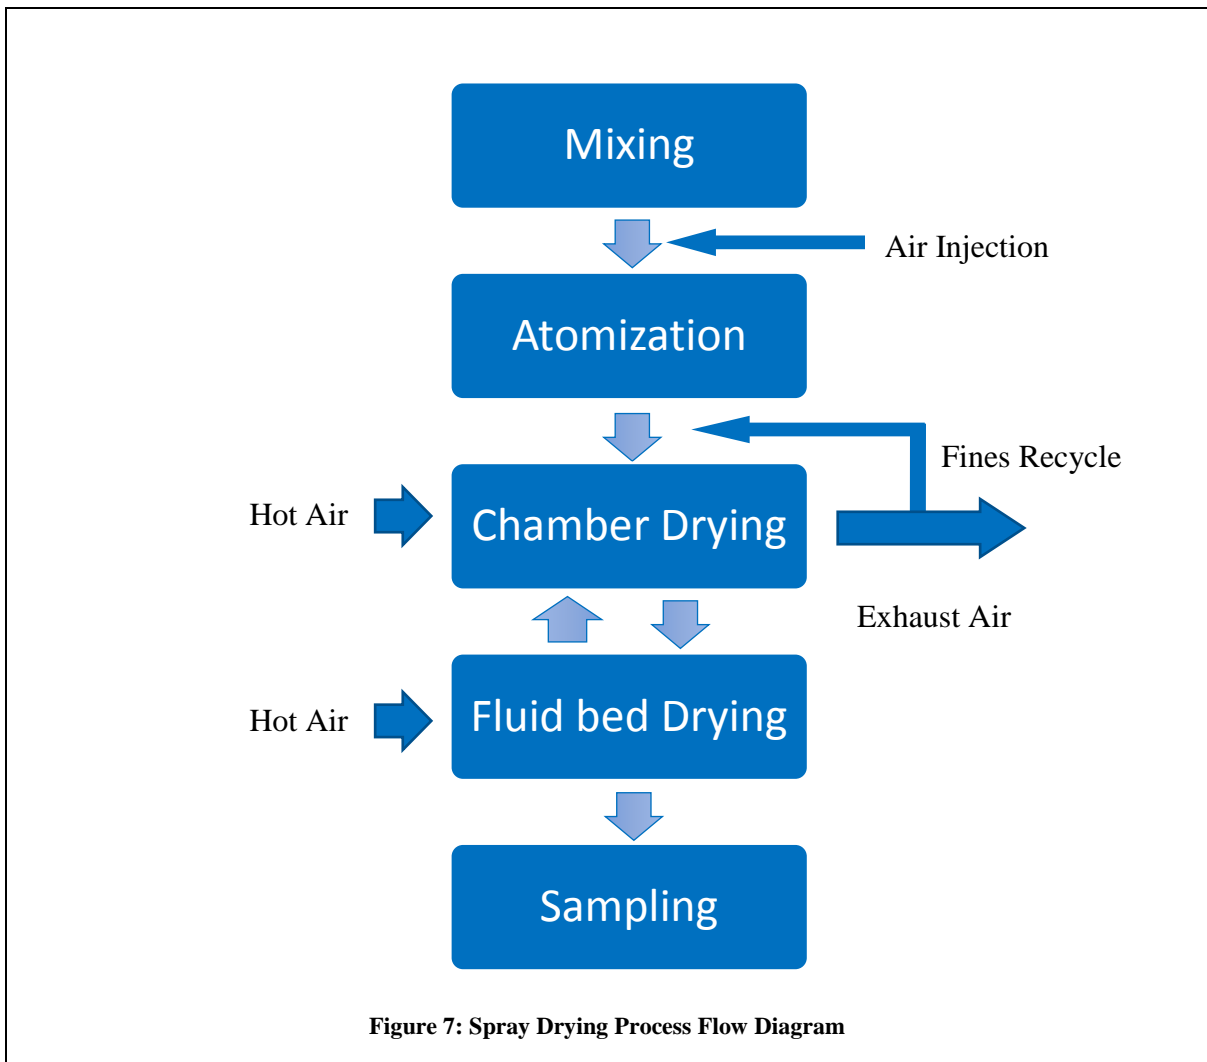 Mixing
Air Injection
Atomization
Fines Recycle
Hot Air
Chamber Drying
Exhaust Air
Hot Air
Fluid bed Drying
Sampling
Figure 7: Spray Drying Process Flow Diagram